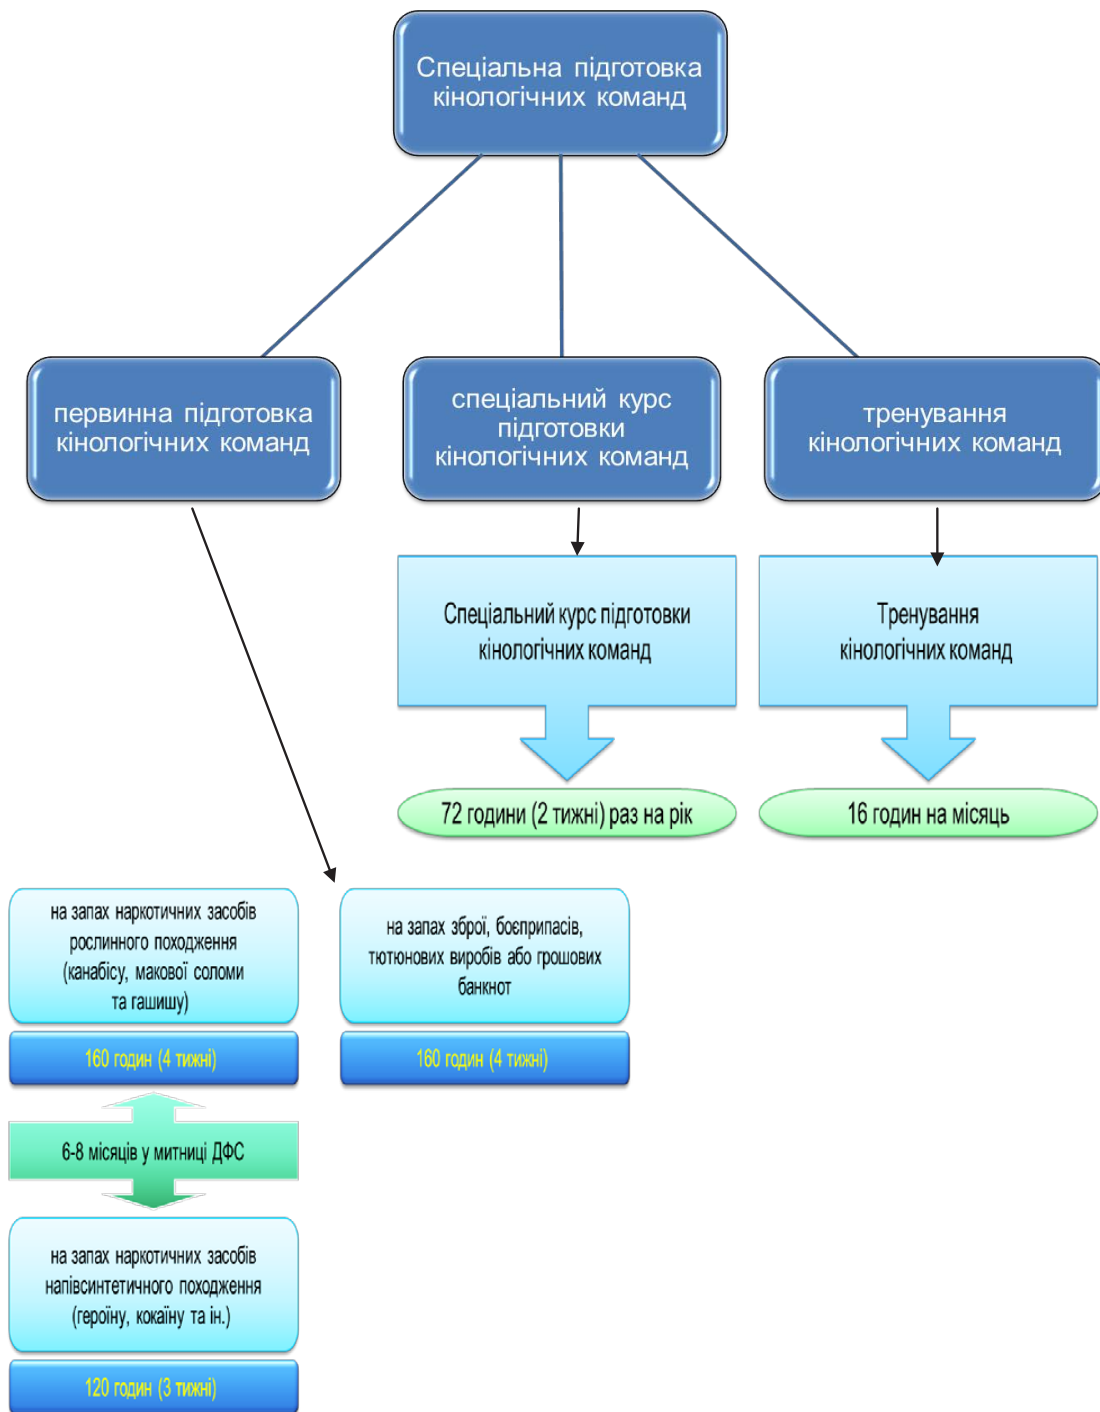 Спеціальна підготовка
кінологічних команд
первинна підготовка
кінологічних команд
спеціальний курс
підготовки
кінологічних команд
тренування
кінологічних команд
Спеціальний курс підготовки
кінологічних команд
Тренування
кінологічних команд
72 години (2 тижні) раз на рік
16 годин на місяць
на запах наркотичних засобів
рослинного походження
(канабісу, макової соломи
та гашишу)
160 годин (4 тижні)
на запах зброї, боєприпасів,
тютюнових виробів або грошових
банкнот
160 годин (4 тижні)
6-8 місяців у митниці ДФС
на запах наркотичних засобів
напівсинтетичного походження
(героїну, кокаїну та ін.)
120 годин (3 тижні)